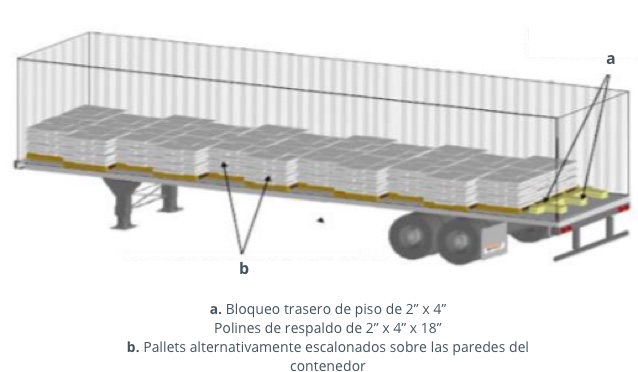 a
b
a. Bloqueo trasero de piso de 2” x 4”
Polines de respaldo de 2” x 4” x 18”
b. Pallets alternativamente escalonados sobre las paredes del
contenedor